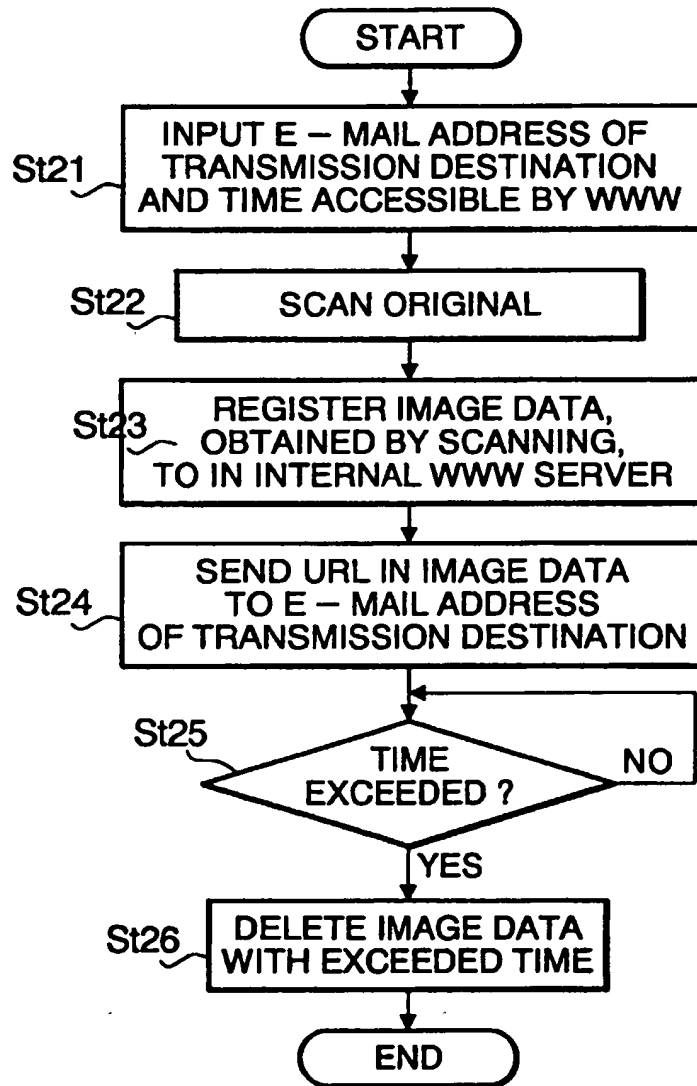 START
St21
INPUT E – MAIL ADDRESS OF
TRANSMISSION DESTINATION
AND TIME ACCESSIBLE BY WWW
St22
SCAN ORIGINAL
St23
REGISTER IMAGE DATA,
OBTAINED BY SCANNING,
TO IN INTERNAL WWW SERVER
St24
SEND URL IN IMAGE DATA
TO E – MAIL ADDRESS
OF TRANSMISSION DESTINATION
St25
TIME
EXCEEDED ?
NO
YES
St26
DELETE IMAGE DATA
WITH EXCEEDED TIME
END